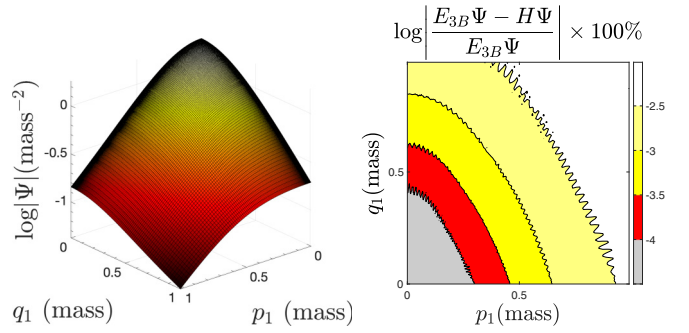 log|Ψ|(mass⁻²)
0
-0.5
-1
0
0.5
1
1
0.5
0
q₁ (mass)
p₁ (mass)
log|(E₃BΨ − HΨ)/(E₃BΨ)| × 100%
q₁(mass)
0.5
0
0
0.5
p₁(mass)
-2.5
-3
-3.5
-4